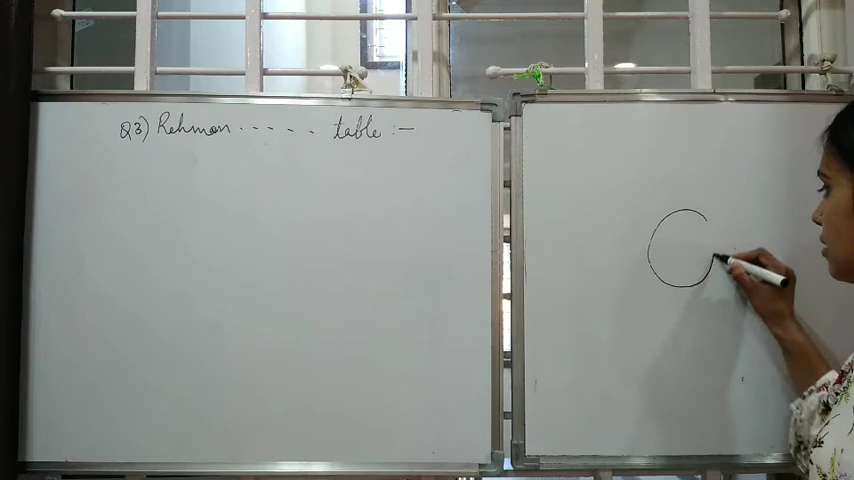 Q3) Rehman . . . . . table :-